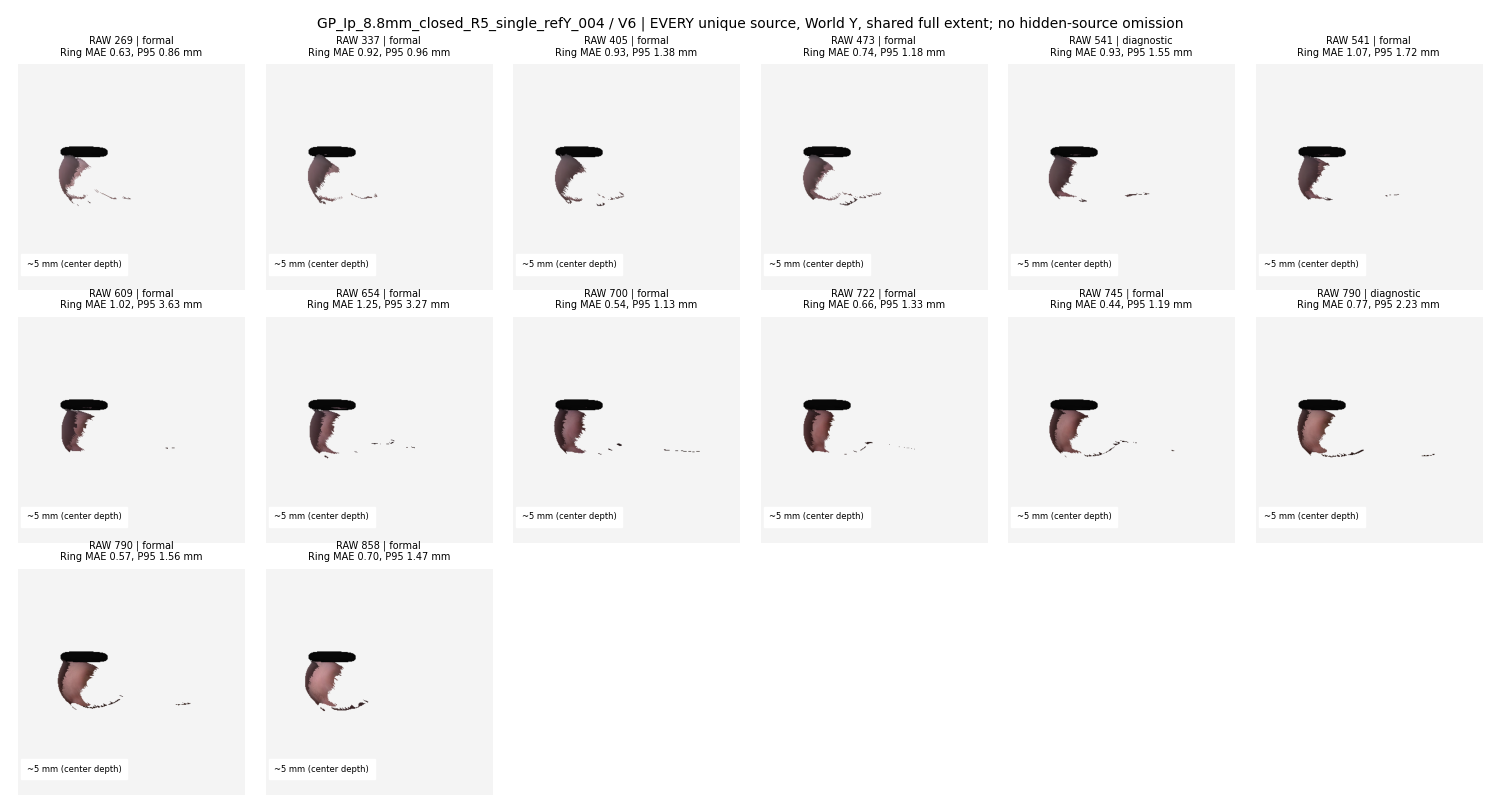 GP_Ip_8.8mm_closed_R5_single_refY_004 / V6 | EVERY unique source, World Y, shared full extent; no hidden-source omission
RAW 269 | formal
Ring MAE 0.63, P95 0.86 mm
RAW 337 | formal
Ring MAE 0.92, P95 0.96 mm
RAW 405 | formal
Ring MAE 0.93, P95 1.38 mm
RAW 473 | formal
Ring MAE 0.74, P95 1.18 mm
RAW 541 | diagnostic
Ring MAE 0.93, P95 1.55 mm
RAW 541 | formal
Ring MAE 1.07, P95 1.72 mm
~5 mm (center depth)
~5 mm (center depth)
~5 mm (center depth)
~5 mm (center depth)
~5 mm (center depth)
~5 mm (center depth)
RAW 609 | formal
Ring MAE 1.02, P95 3.63 mm
RAW 654 | formal
Ring MAE 1.25, P95 3.27 mm
RAW 700 | formal
Ring MAE 0.54, P95 1.13 mm
RAW 722 | formal
Ring MAE 0.66, P95 1.33 mm
RAW 745 | formal
Ring MAE 0.44, P95 1.19 mm
RAW 790 | diagnostic
Ring MAE 0.77, P95 2.23 mm
~5 mm (center depth)
~5 mm (center depth)
~5 mm (center depth)
~5 mm (center depth)
~5 mm (center depth)
~5 mm (center depth)
RAW 790 | formal
Ring MAE 0.57, P95 1.56 mm
RAW 858 | formal
Ring MAE 0.70, P95 1.47 mm
~5 mm (center depth)
~5 mm (center depth)